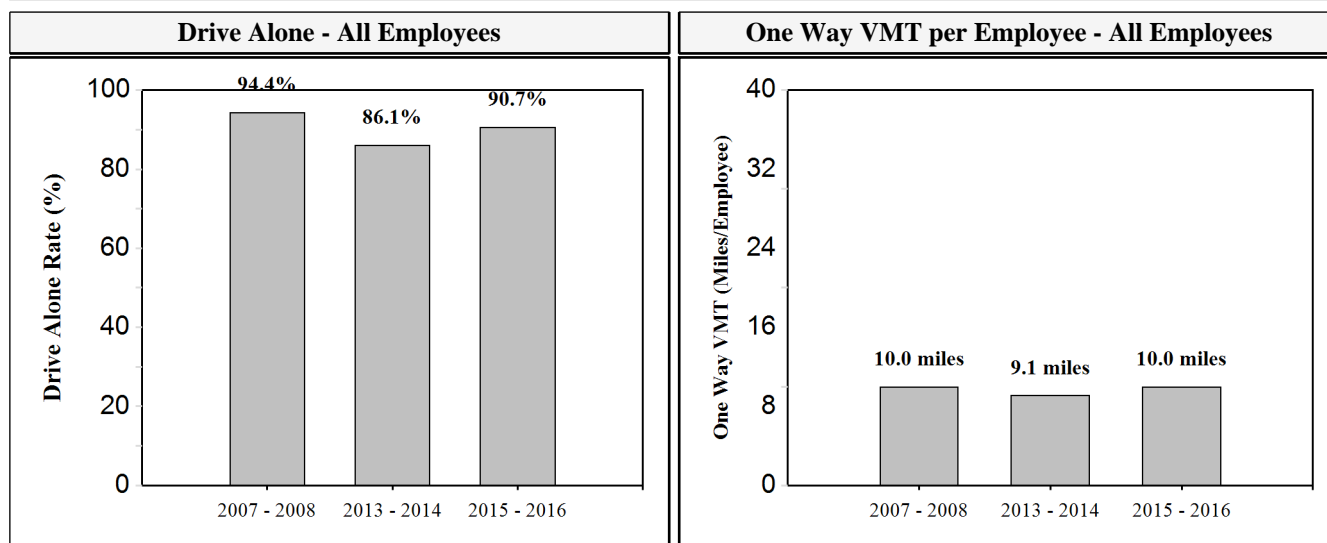 Drive Alone - All Employees
94.4%
86.1%
90.7%
100
80
60
40
20
0
Drive Alone Rate (%)
2007 - 2008
2013 - 2014
2015 - 2016
One Way VMT per Employee - All Employees
40
32
24
16
8
0
One Way VMT (Miles/Employee)
10.0 miles
9.1 miles
10.0 miles
2007 - 2008
2013 - 2014
2015 - 2016